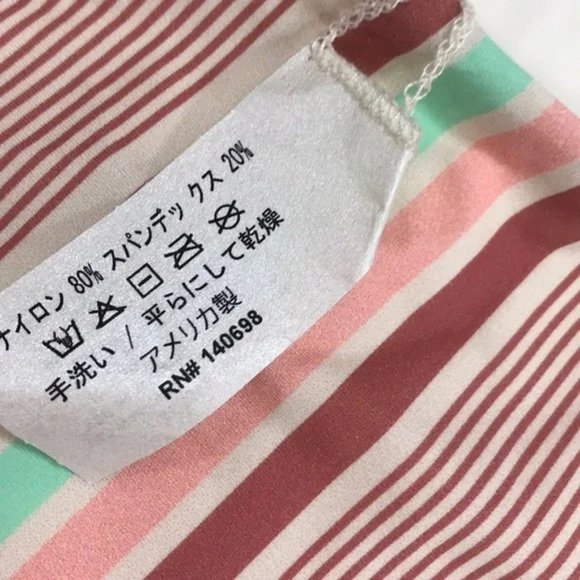 ナイロン 80% スパンデックス 20%
手洗い / 平らにして乾燥
アメリカ製
RN# 140698